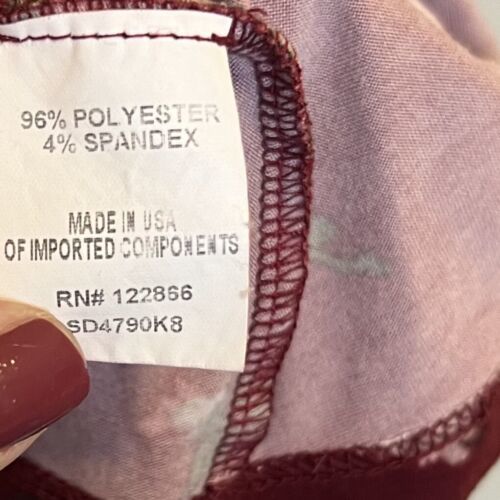 96% POLYESTER
4% SPANDEX
MADE IN USA
OF IMPORTED COMPONENTS
RN# 122866
SD4790K8